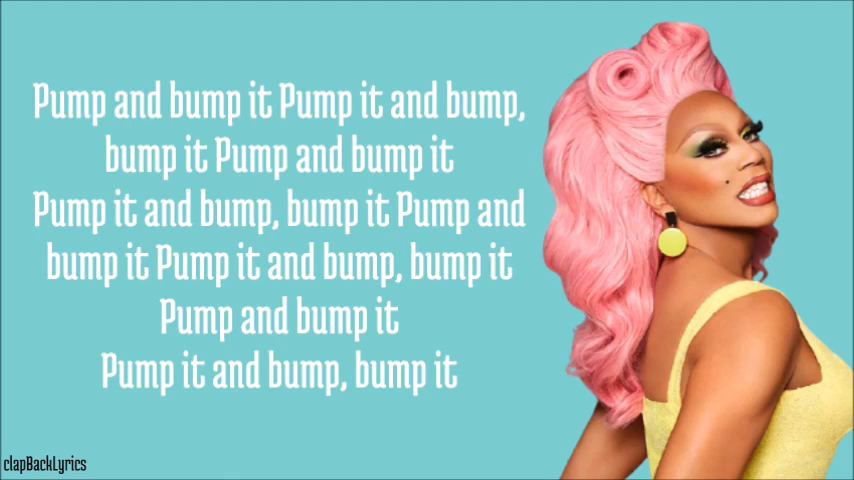 Pump and bump it Pump it and bump,
bump it Pump and bump it
Pump it and bump, bump it Pump and
bump it Pump it and bump, bump it
Pump and bump it
Pump it and bump, bump it
clapBackLyrics